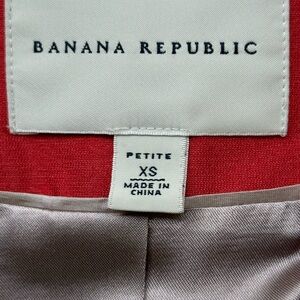 BANANA REPUBLIC
PETITE
XS
MADE IN
CHINA